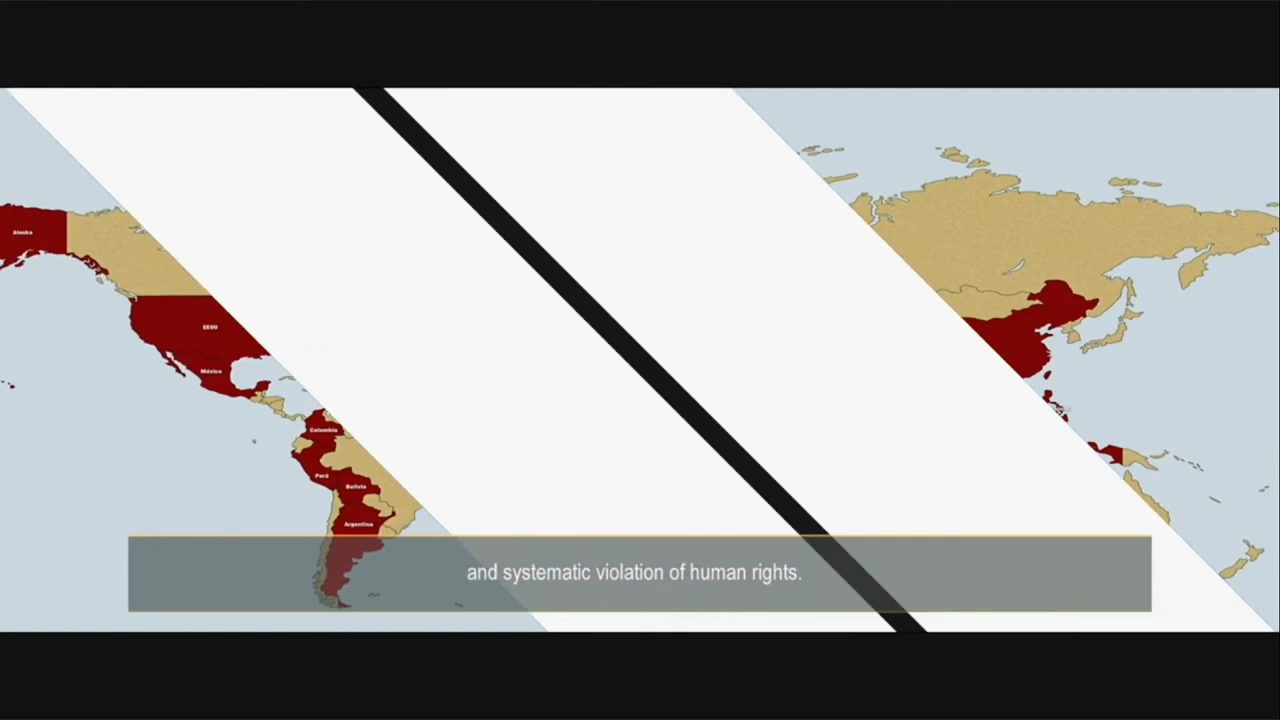 Alaska
EEUU
México
Colombia
Perú
Bolivia
Argentina
and systematic violation of human rights.